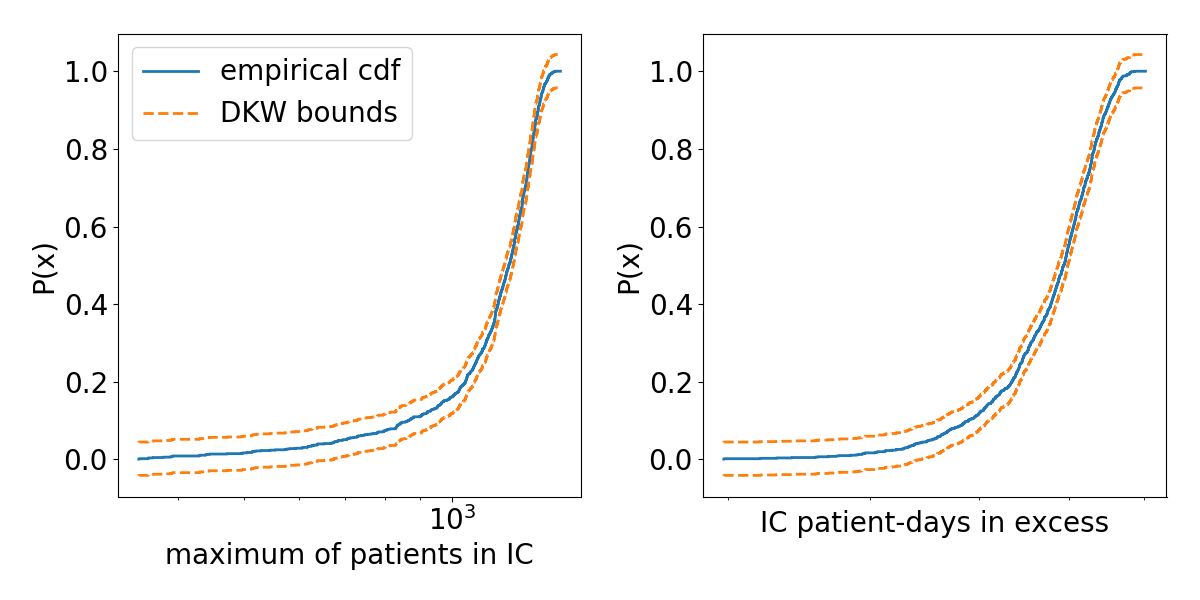 empirical cdf
DKW bounds
1.0
0.8
0.6
0.4
0.2
0.0
P(x)
10³
maximum of patients in IC
1.0
0.8
0.6
0.4
0.2
0.0
P(x)
IC patient-days in excess